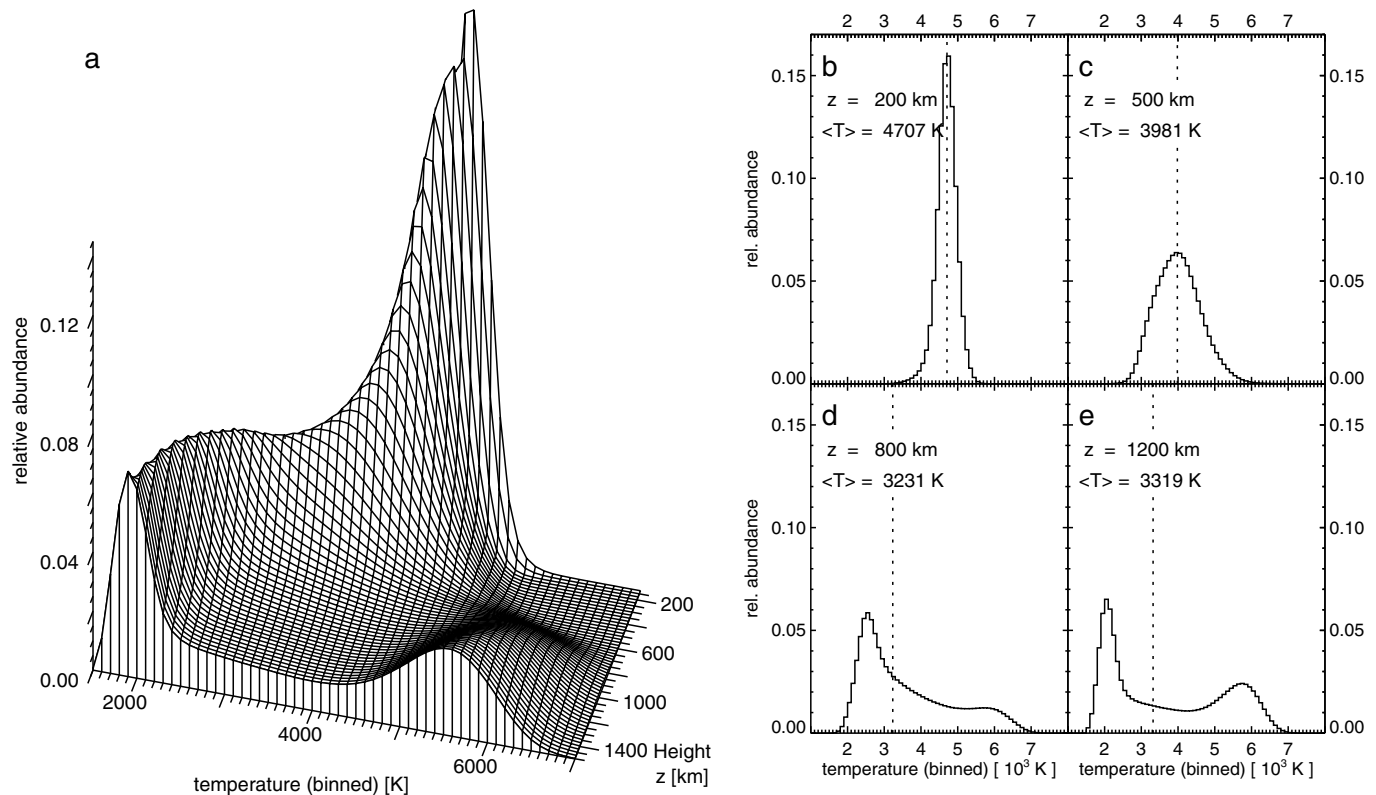 a
relative abundance
0.12
0.08
0.04
0.00
2000
4000
6000
temperature (binned) [K]
200
600
1000
1400 Height
z [km]
2 3 4 5 6 7
2 3 4 5 6 7
b
z = 200 km
<T> = 4707 K
c
z = 500 km
<T> = 3981 K
rel. abundance
0.15
0.10
0.05
0.00
0.15
0.10
0.05
0.00
d
z = 800 km
<T> = 3231 K
e
z = 1200 km
<T> = 3319 K
rel. abundance
0.15
0.10
0.05
0.00
0.15
0.10
0.05
0.00
2 3 4 5 6 7
2 3 4 5 6 7
temperature (binned) [ 10³ K ]
temperature (binned) [ 10³ K ]